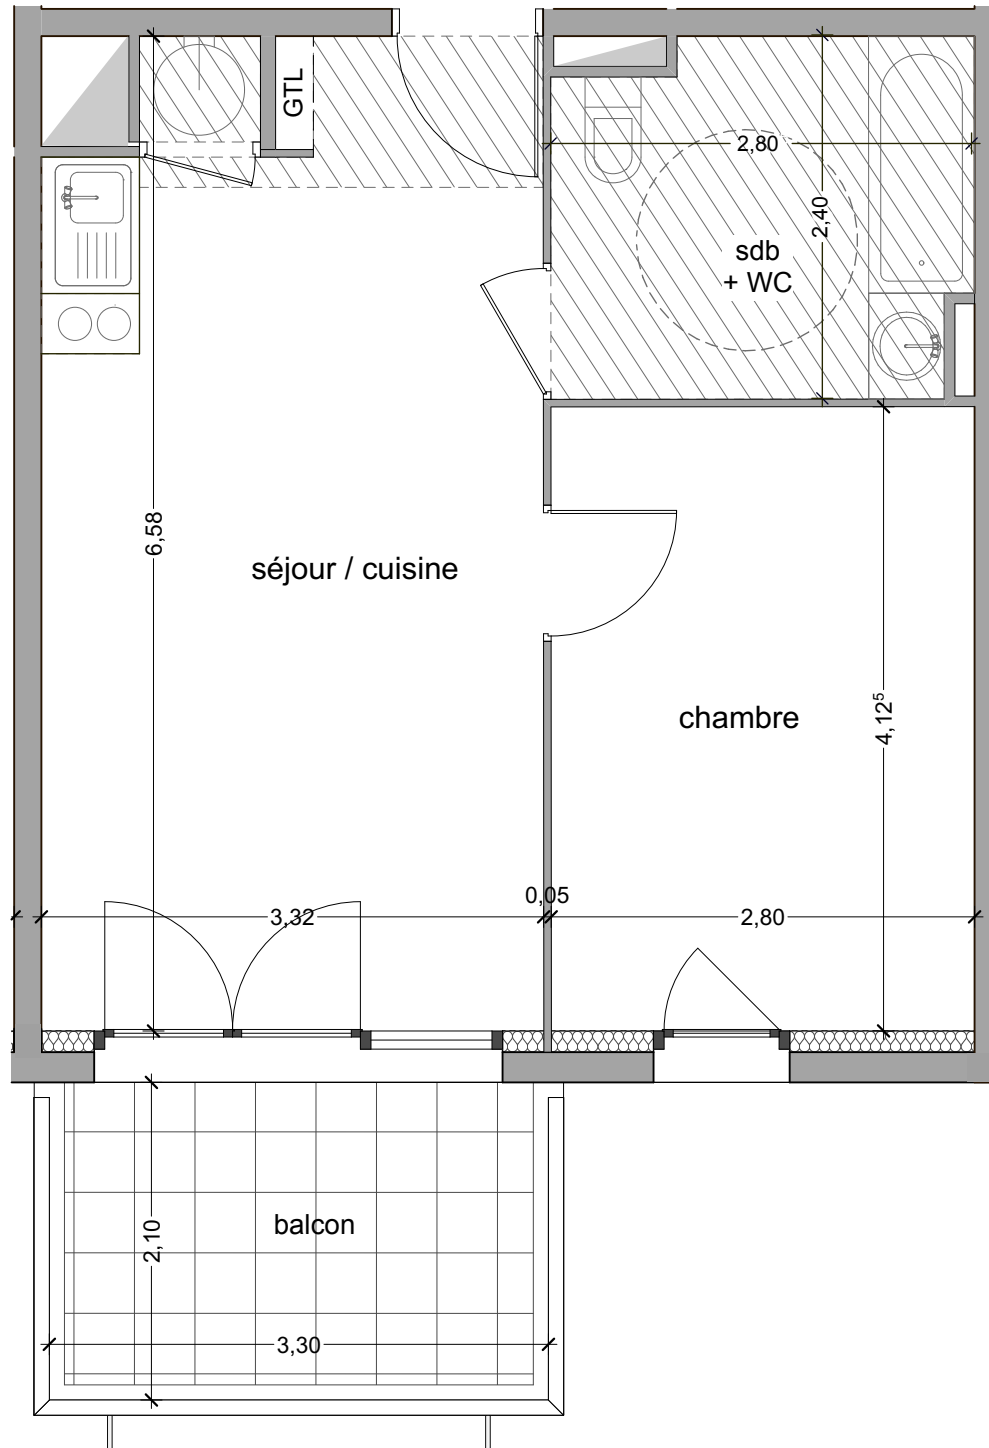 GTL
2,80
2,40
sdb
+ WC
6,58
séjour / cuisine
chambre
4,12⁵
0,05
3,32
2,80
balcon
2,10
3,30